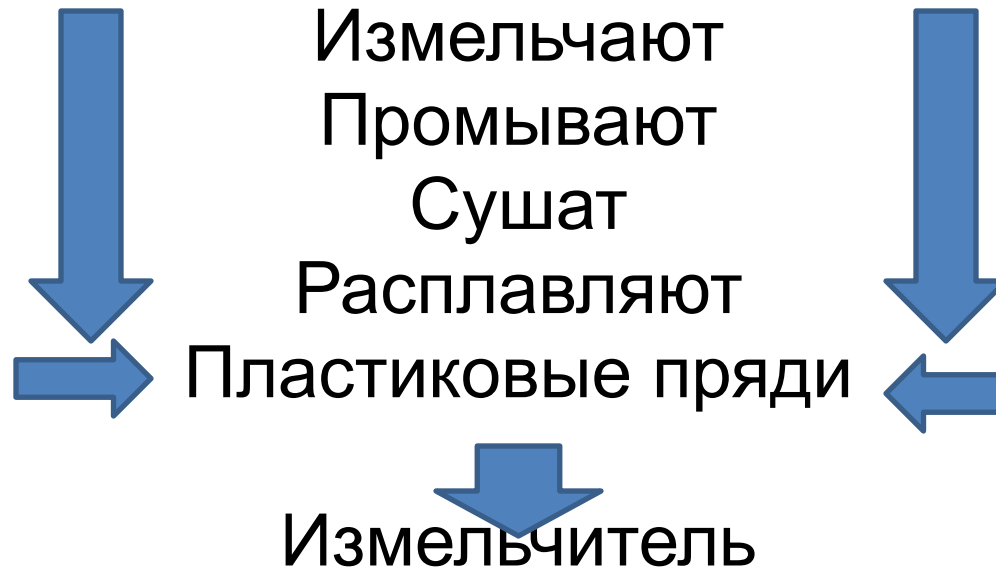 Измельчают
Промывают
Сушат
Расплавляют
Пластиковые пряди
Измельчитель